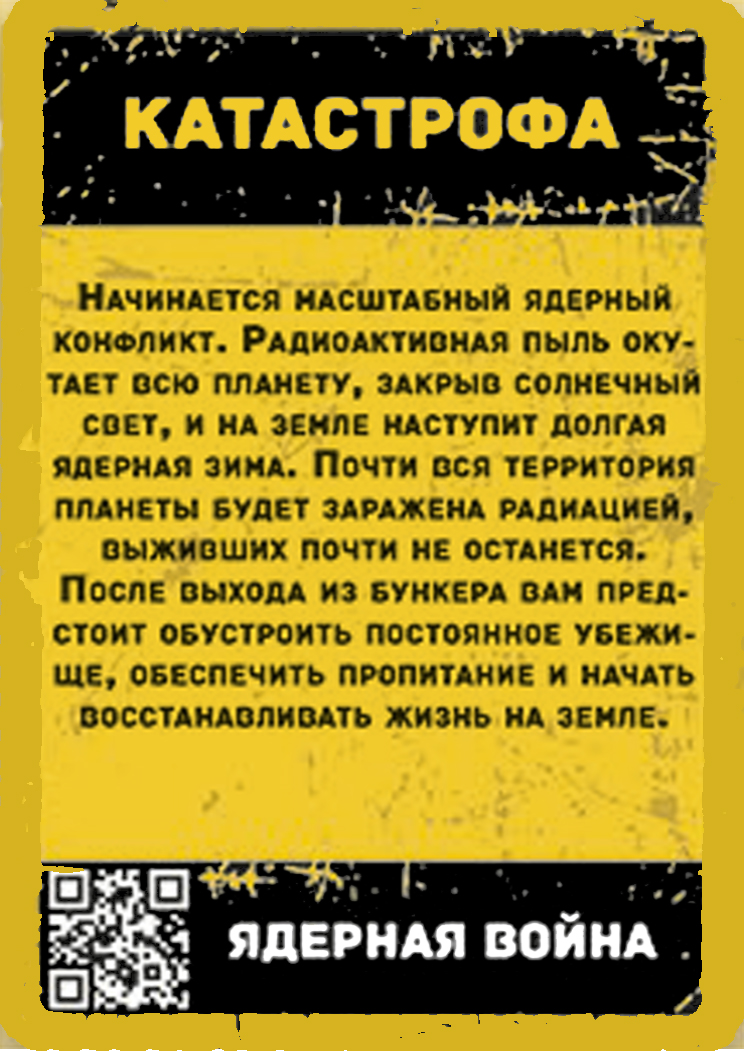 КАТАСТРОФА
Начинается масштабный ядерный
конфликт. Радиоактивная пыль оку-
тает всю планету, закрыв солнечный
свет, и на земле наступит долгая
ядерная зима. Почти вся территория
планеты будет заражена радиацией,
выживших почти не останется.
После выхода из бункера вам пред-
стоит обустроить постоянное убежи-
ще, обеспечить пропитание и начать
восстанавливать жизнь на земле.
ЯДЕРНАЯ ВОЙНА